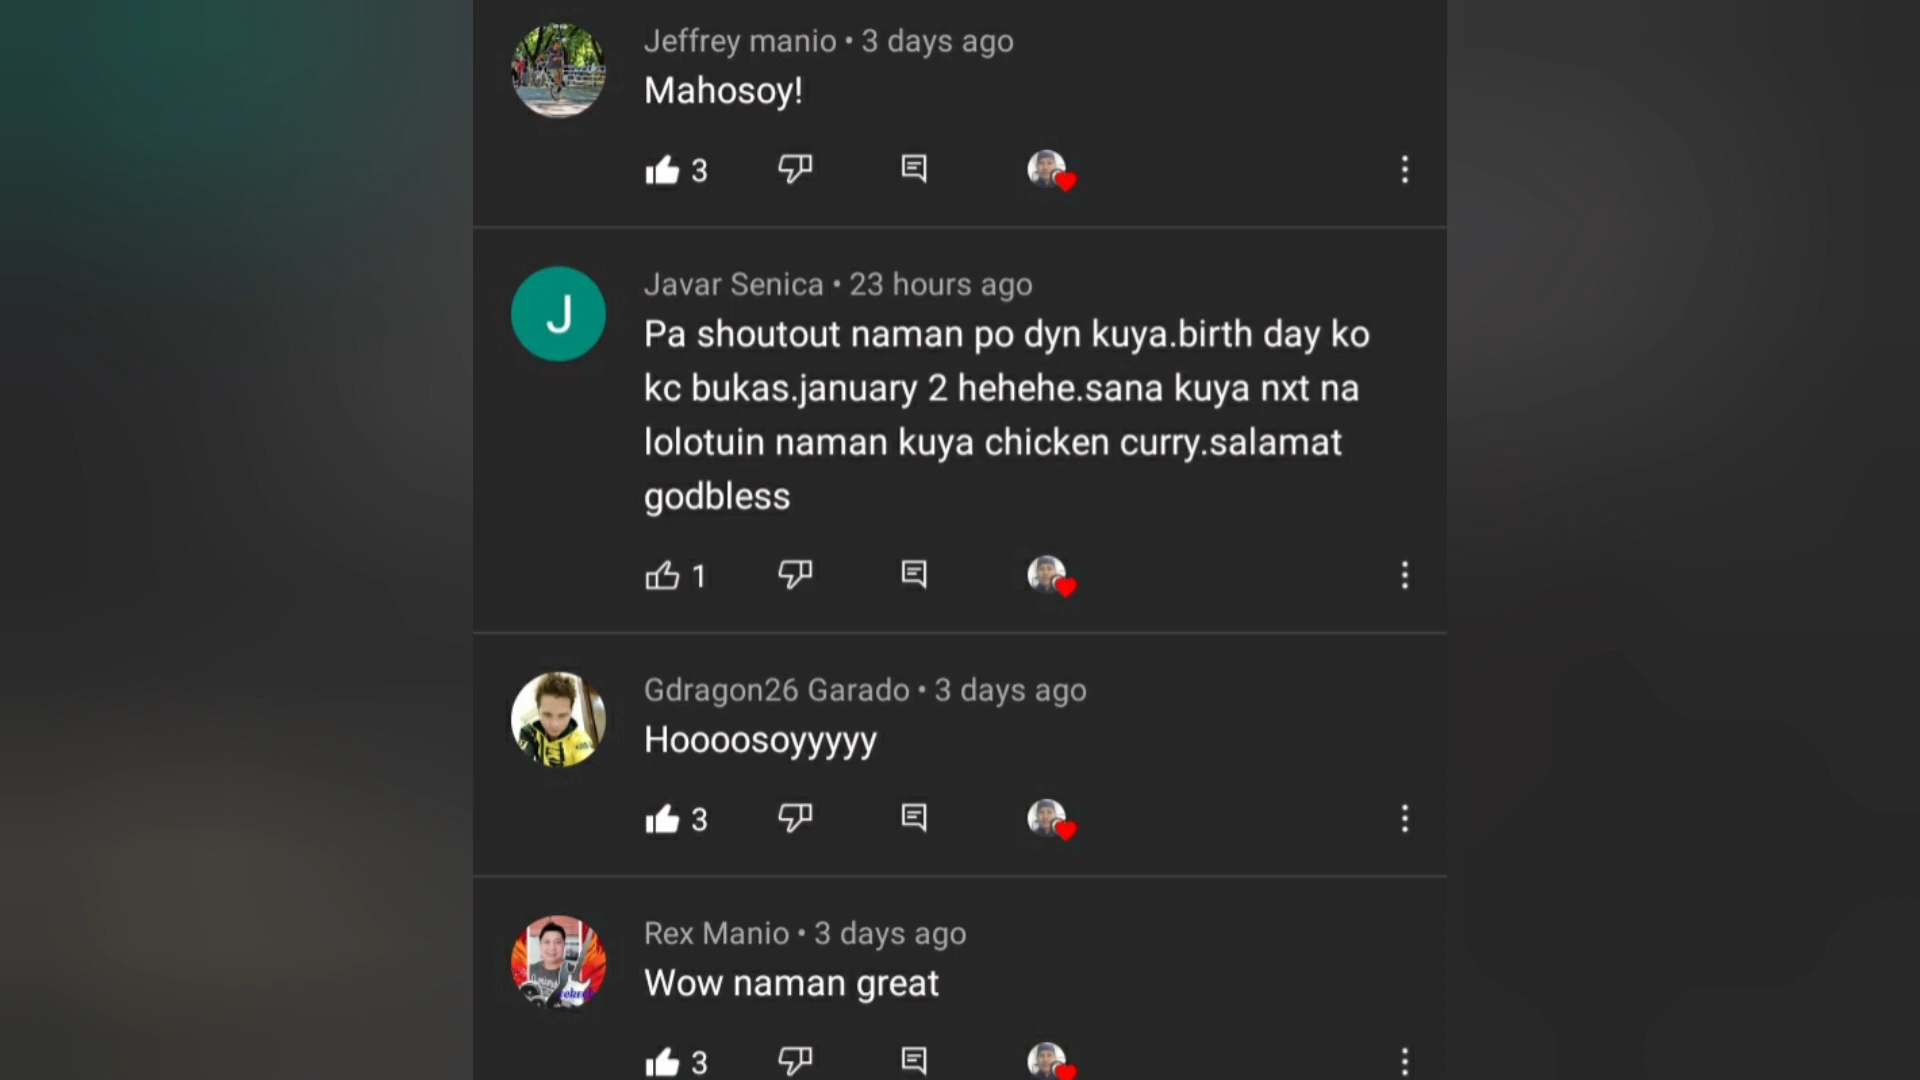 Jeffrey manio • 3 days ago
Mahosoy!
3
J
Javar Senica • 23 hours ago
Pa shoutout naman po dyn kuya.birth day ko
kc bukas.january 2 hehehe.sana kuya nxt na
lolotuin naman kuya chicken curry.salamat
godbless
1
Gdragon26 Garado • 3 days ago
Hoooosoyyyyy
3
Rex Manio • 3 days ago
Wow naman great
3